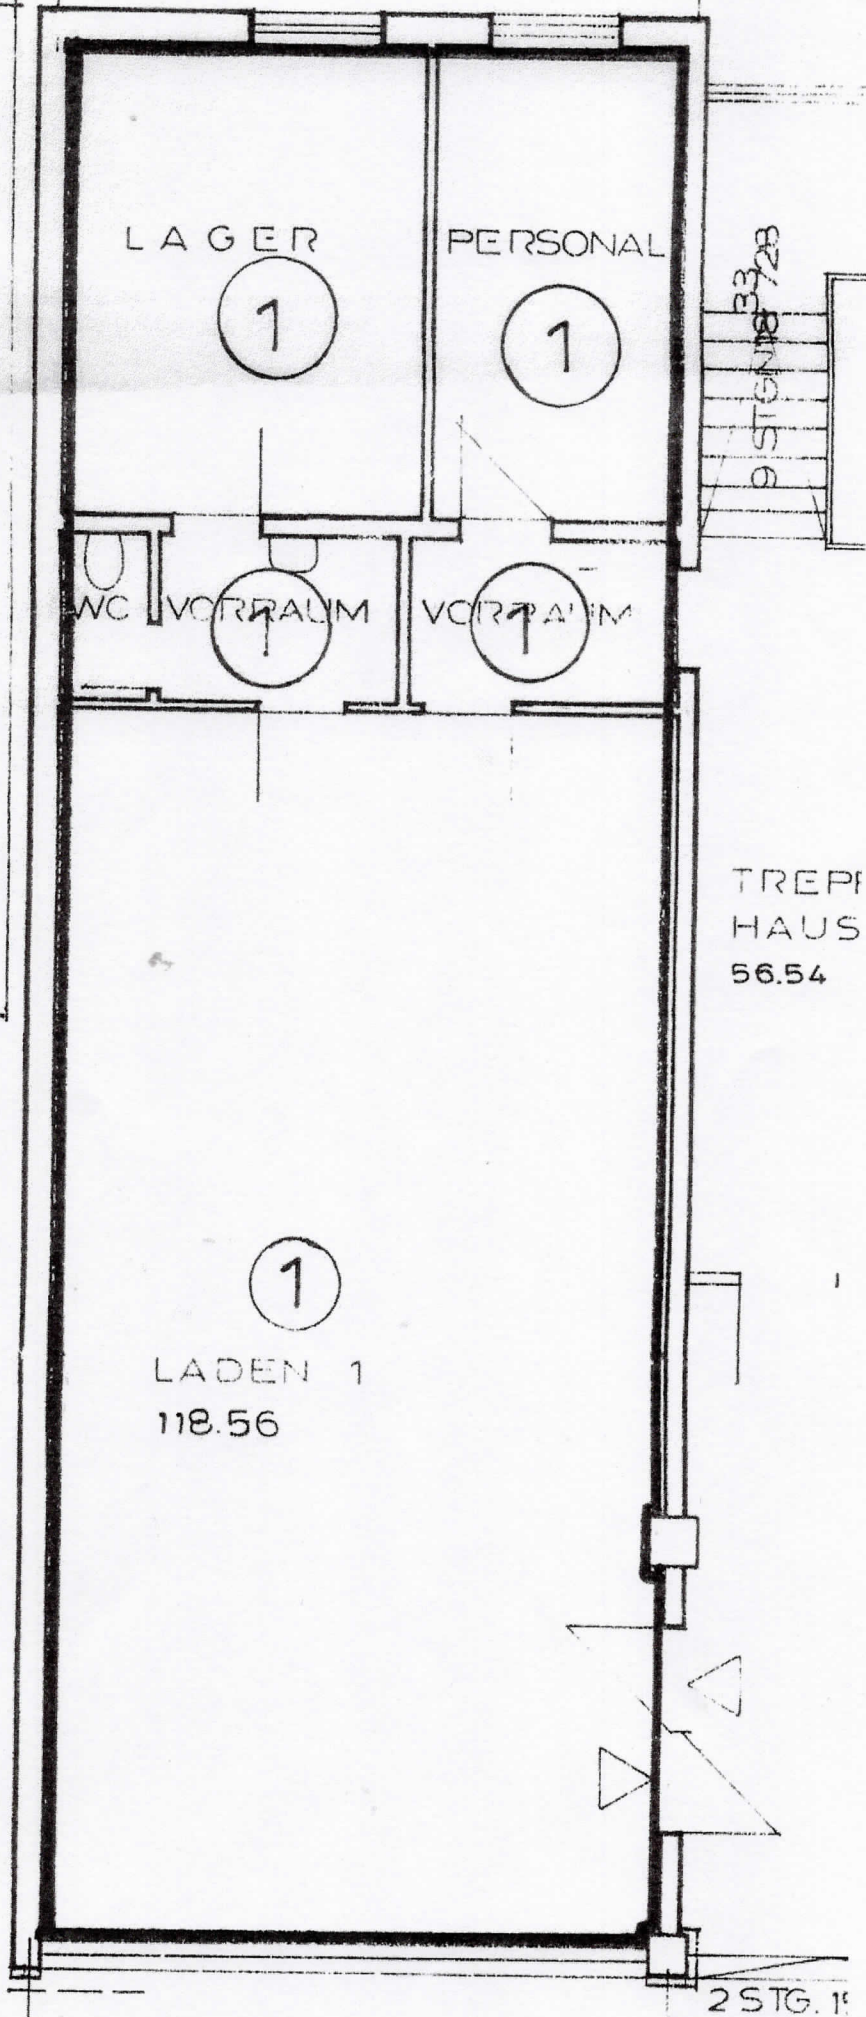 LAGER
1
PERSONAL
1
9 STGN
WC
VORRAUM
1
VORRAUM
1
TREPP
HAUS
56.54
1
LADEN 1
118.56
2 STG.